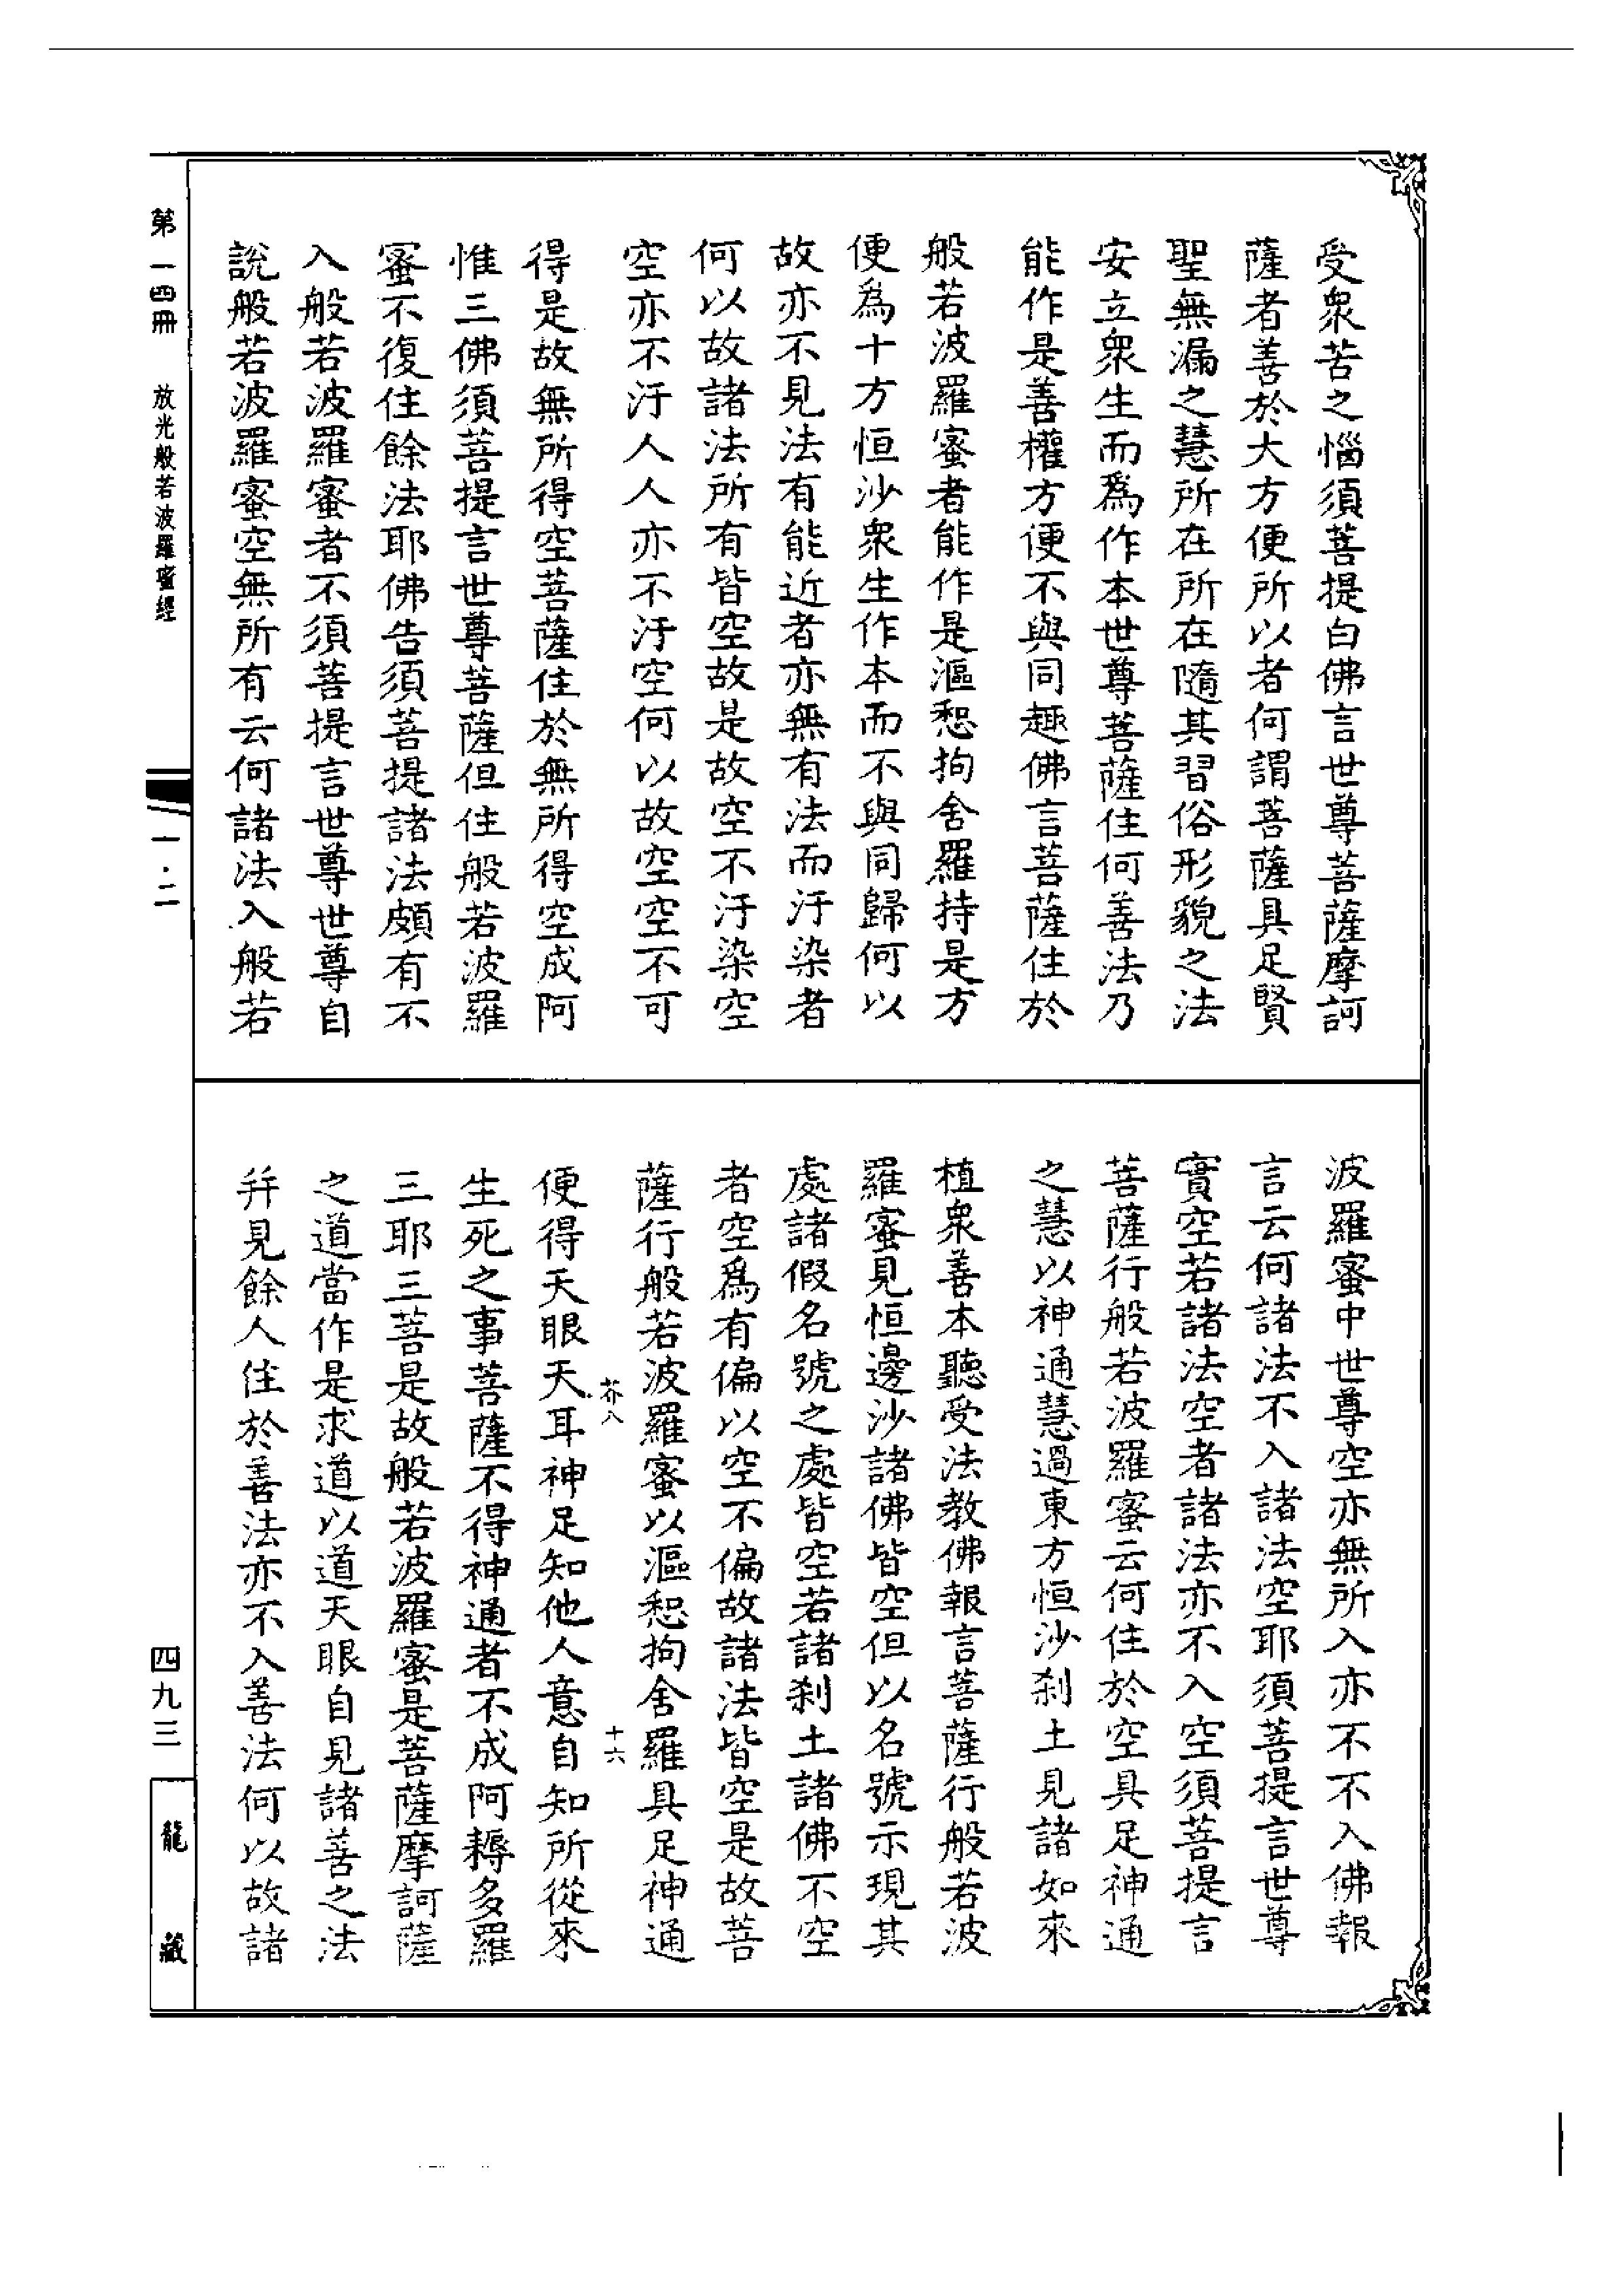 受衆苦之惱須菩提白佛言世尊菩薩摩訶
薩者善於大方便所以者何謂菩薩具足賢
聖無漏之慧所在所在隨其習俗形貌之法
安立衆生而爲作本世尊菩薩住何善法乃
能作是善權方便不與同趣佛言菩薩住於
般若波羅蜜者能作是漚惒拘舍羅持是方
便爲十方恒沙衆生作本而不與同歸何以
故亦不見法有能近者亦無有法而汙染者
何以故諸法所有皆空故是故空不汙染空
空亦不汙人人亦不汙空何以故空空不可
得是故無所得空菩薩住於無所得空成阿
惟三佛須菩提言世尊菩薩但住般若波羅
蜜不復住餘法耶佛告須菩提諸法頗有不
入般若波羅蜜者不須菩提言世尊世尊自
說般若波羅蜜空無所有云何諸法入般若
波羅蜜中世尊空亦無所入亦不不入佛報
言云何諸法不入諸法空耶須菩提言世尊
實空若諸法空者諸法亦不入空須菩提言
菩薩行般若波羅蜜云何住於空具足神通
之慧以神通慧過東方恒沙刹土見諸如來
植衆善本聽受法教佛報言菩薩行般若波
羅蜜見恒邊沙諸佛皆空但以名號示現其
處諸假名號之處皆空若諸刹土諸佛不空
者空爲有偏以空不偏故諸法皆空是故菩
薩行般若波羅蜜以漚惒拘舍羅具足神通
芥八
十六
便得天眼天耳神足知他人意自知所從來
生死之事菩薩不得神通者不成阿耨多羅
三耶三菩是故般若波羅蜜是菩薩摩訶薩
之道當作是求道以道天眼自見諸善之法
幷見餘人住於善法亦不入善法何以故諸
第一四冊
放光般若波羅蜜經
一·二
四九三
龍藏